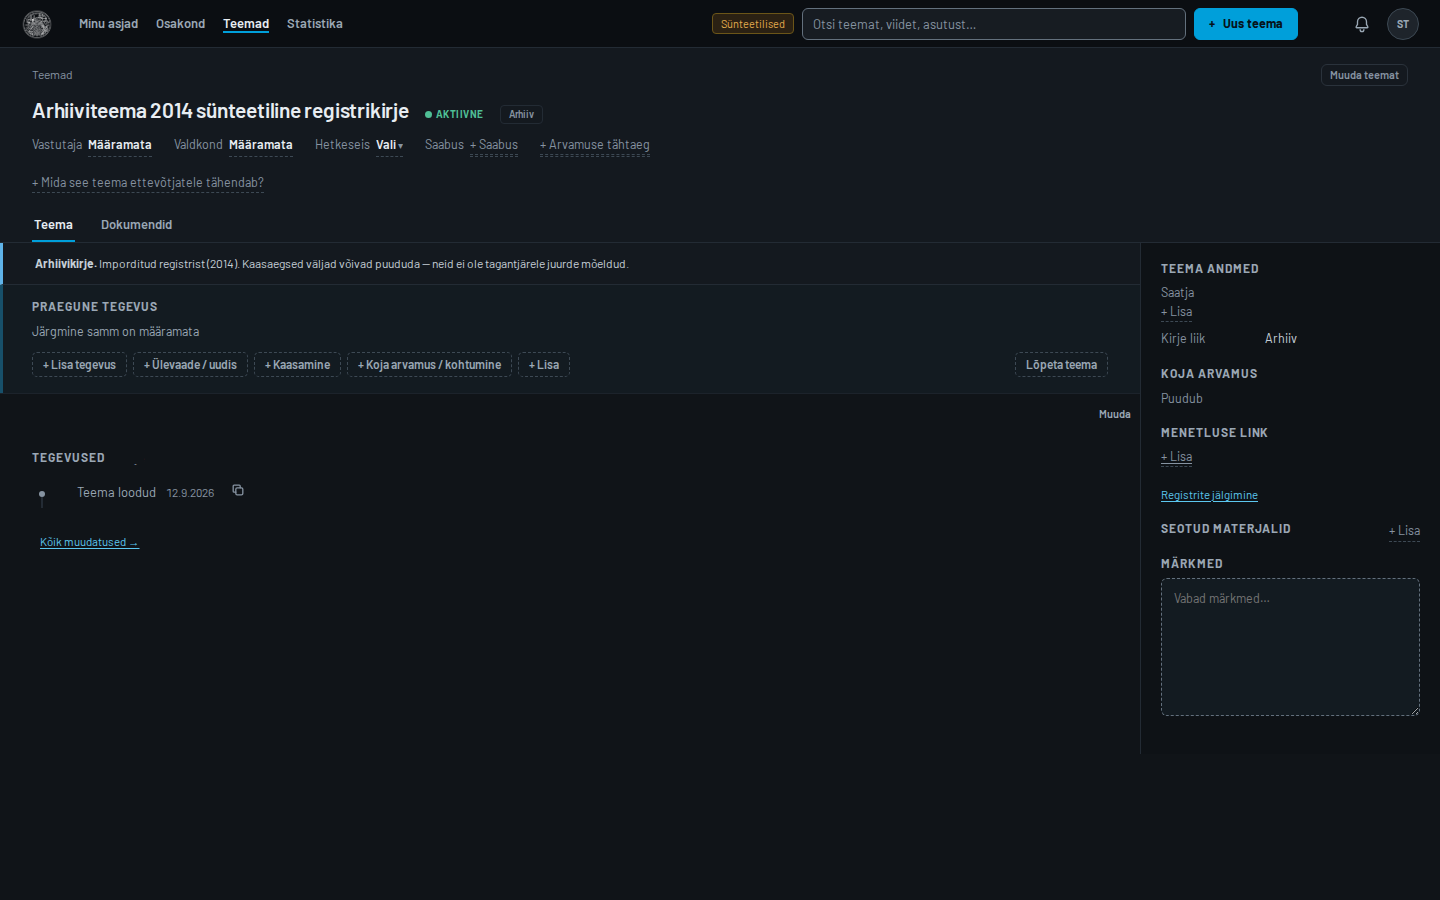 Minu asjad Osakond Teemad Statistika Sünteetilised Otsi teemat, viidet, asutust... + Uus teema ST
Teemad Muuda teemat
Arhiiviteema 2014 sünteetiline registrikirje AKTIIVNE Arhiiv
Vastutaja Määramata Valdkond Määramata Hetkeseis Vali ▾ Saabus + Saabus + Arvamuse tähtaeg
+ Mida see teema ettevõtjatele tähendab?
Teema Dokumendid
Arhiivikirje. Imporditud registrist (2014). Kaasaegsed väljad võivad puududa — neid ei ole tagantjärele juurde mõeldud.
PRAEGUNE TEGEVUS
Järgmine samm on määramata
+ Lisa tegevus + Ülevaade / uudis + Kaasamine + Koja arvamus / kohtumine + Lisa Lõpeta teema
Muuda
TEGEVUSED
Teema loodud 12.9.2026
Kõik muudatused →
TEEMA ANDMED
Saatja
+ Lisa
Kirje liik Arhiiv
KOJA ARVAMUS
Puudub
MENETLUSE LINK
+ Lisa
Registrite jälgimine
SEOTUD MATERJALID + Lisa
MÄRKMED
Vabad märkmed...